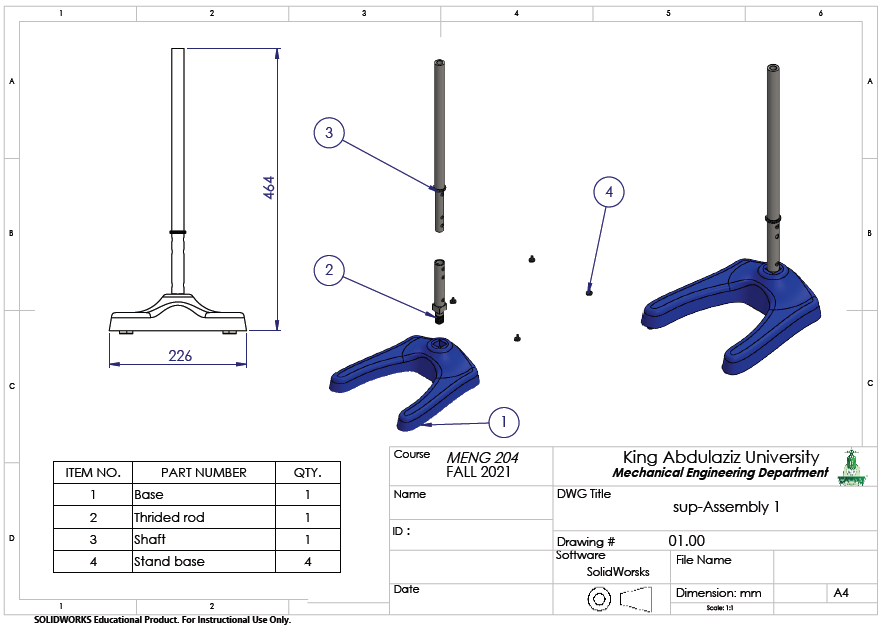 1 2 3 4 5 6
A A
B B
C C
D
464
226
3
2
4
1
ITEM NO. PART NUMBER QTY.
1 Base 1
2 Thrided rod 1
3 Shaft 1
4 Stand base 4
Course MENG 204
FALL 2021
King Abdulaziz University
Mechanical Engineering Department
Name
DWG Title
sup-Assembly 1
ID :
Drawing # 01.00
Software
SolidWorsks
File Name
Date
Dimension: mm
A4
Scale: 1:1
1 2
SOLIDWORKS Educational Product. For Instructional Use Only.